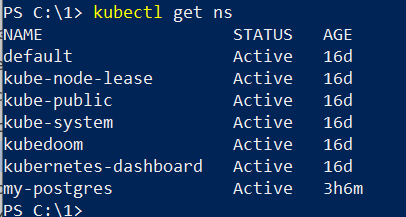 PS C:\1> kubectl get ns
NAME                   STATUS   AGE
default                Active   16d
kube-node-lease        Active   16d
kube-public            Active   16d
kube-system            Active   16d
kubedoom               Active   16d
kubernetes-dashboard   Active   16d
my-postgres            Active   3h6m
PS C:\1>